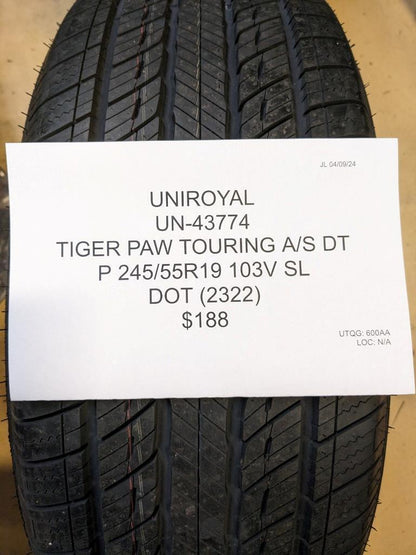 JL 04/09/24
UNIROYAL
UN-43774
TIGER PAW TOURING A/S DT
P 245/55R19 103V SL
DOT (2322)
$188
UTQG: 600AA
LOC: N/A